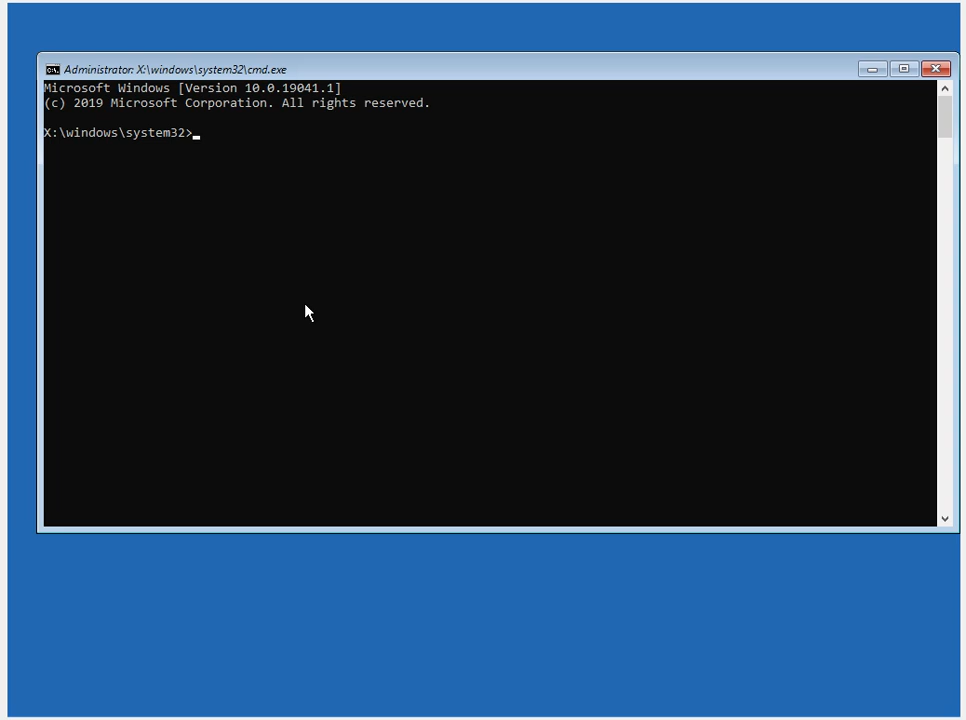 Administrator: X:\windows\system32\cmd.exe
Microsoft Windows [Version 10.0.19041.1]
(c) 2019 Microsoft Corporation. All rights reserved.
X:\windows\system32>